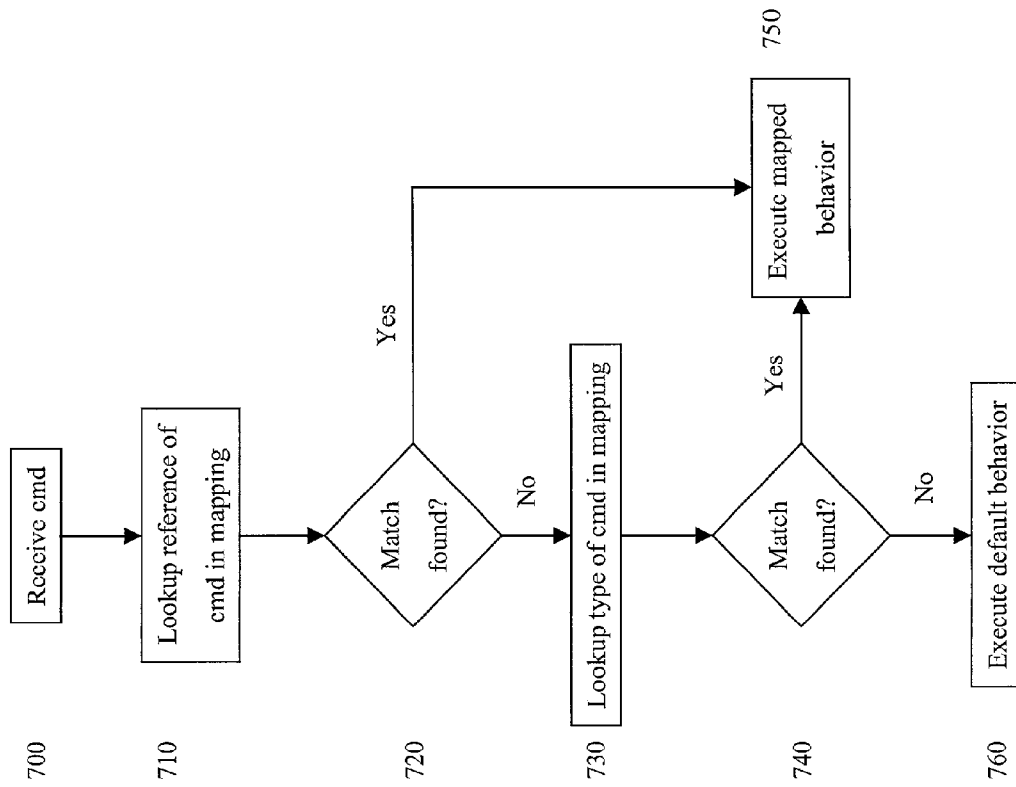 700
Receive cmd
710
Lookup reference of
cmd in mapping
720
Match
found?
Yes
No
730
Lookup type of cmd in mapping
740
Match
found?
Yes
750
Execute mapped
behavior
No
760
Execute default behavior